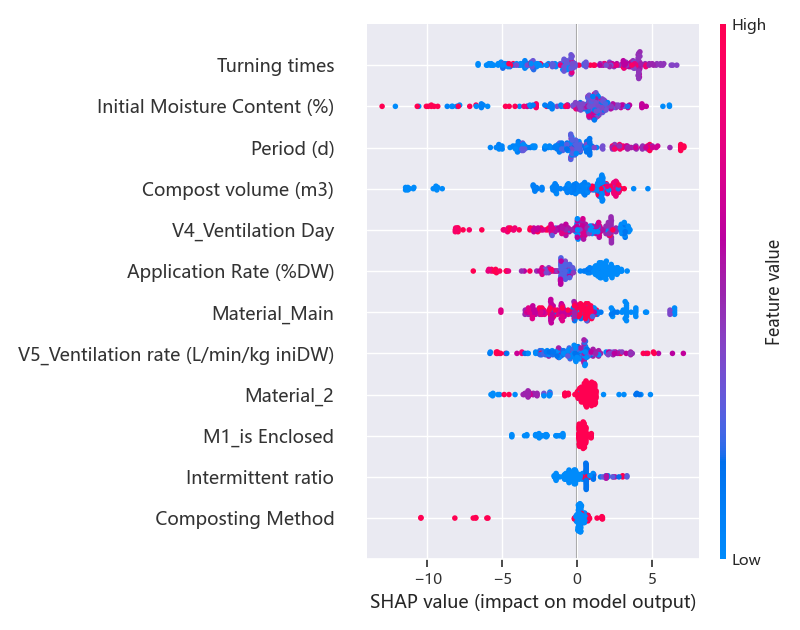 High
Turning times
Initial Moisture Content (%)
Period (d)
Compost volume (m3)
V4_Ventilation Day
Application Rate (%DW)
Material_Main
V5_Ventilation rate (L/min/kg iniDW)
Material_2
M1_is Enclosed
Intermittent ratio
Composting Method
Feature value
Low
−10
−5
0
5
SHAP value (impact on model output)